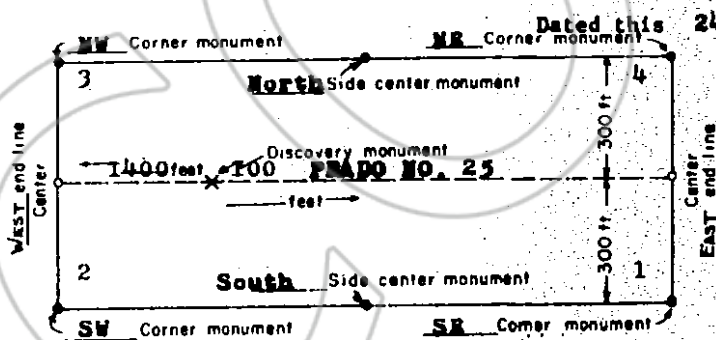 Dated this 2
NW Corner monument NE Corner monument
3 North Side center monument 4
WEST end line
Center
1400 feet 100 Discovery monument
PRADO NO. 25
feet
300 ft
300 ft
Center
EAST end line
2 South Side center monument 1
SW Corner monument SE Corner monument